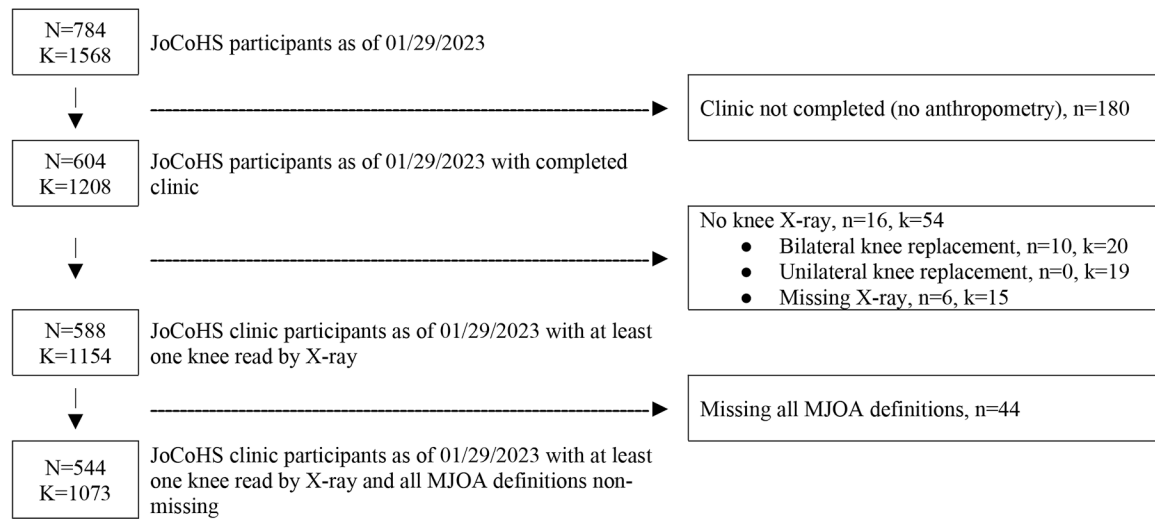 N=784
K=1568
JoCoHS participants as of 01/29/2023
Clinic not completed (no anthropometry), n=180
N=604
K=1208
JoCoHS participants as of 01/29/2023 with completed
clinic
No knee X-ray, n=16, k=54
● Bilateral knee replacement, n=10, k=20
● Unilateral knee replacement, n=0, k=19
● Missing X-ray, n=6, k=15
N=588
K=1154
JoCoHS clinic participants as of 01/29/2023 with at least
one knee read by X-ray
Missing all MJOA definitions, n=44
N=544
K=1073
JoCoHS clinic participants as of 01/29/2023 with at least
one knee read by X-ray and all MJOA definitions non-
missing